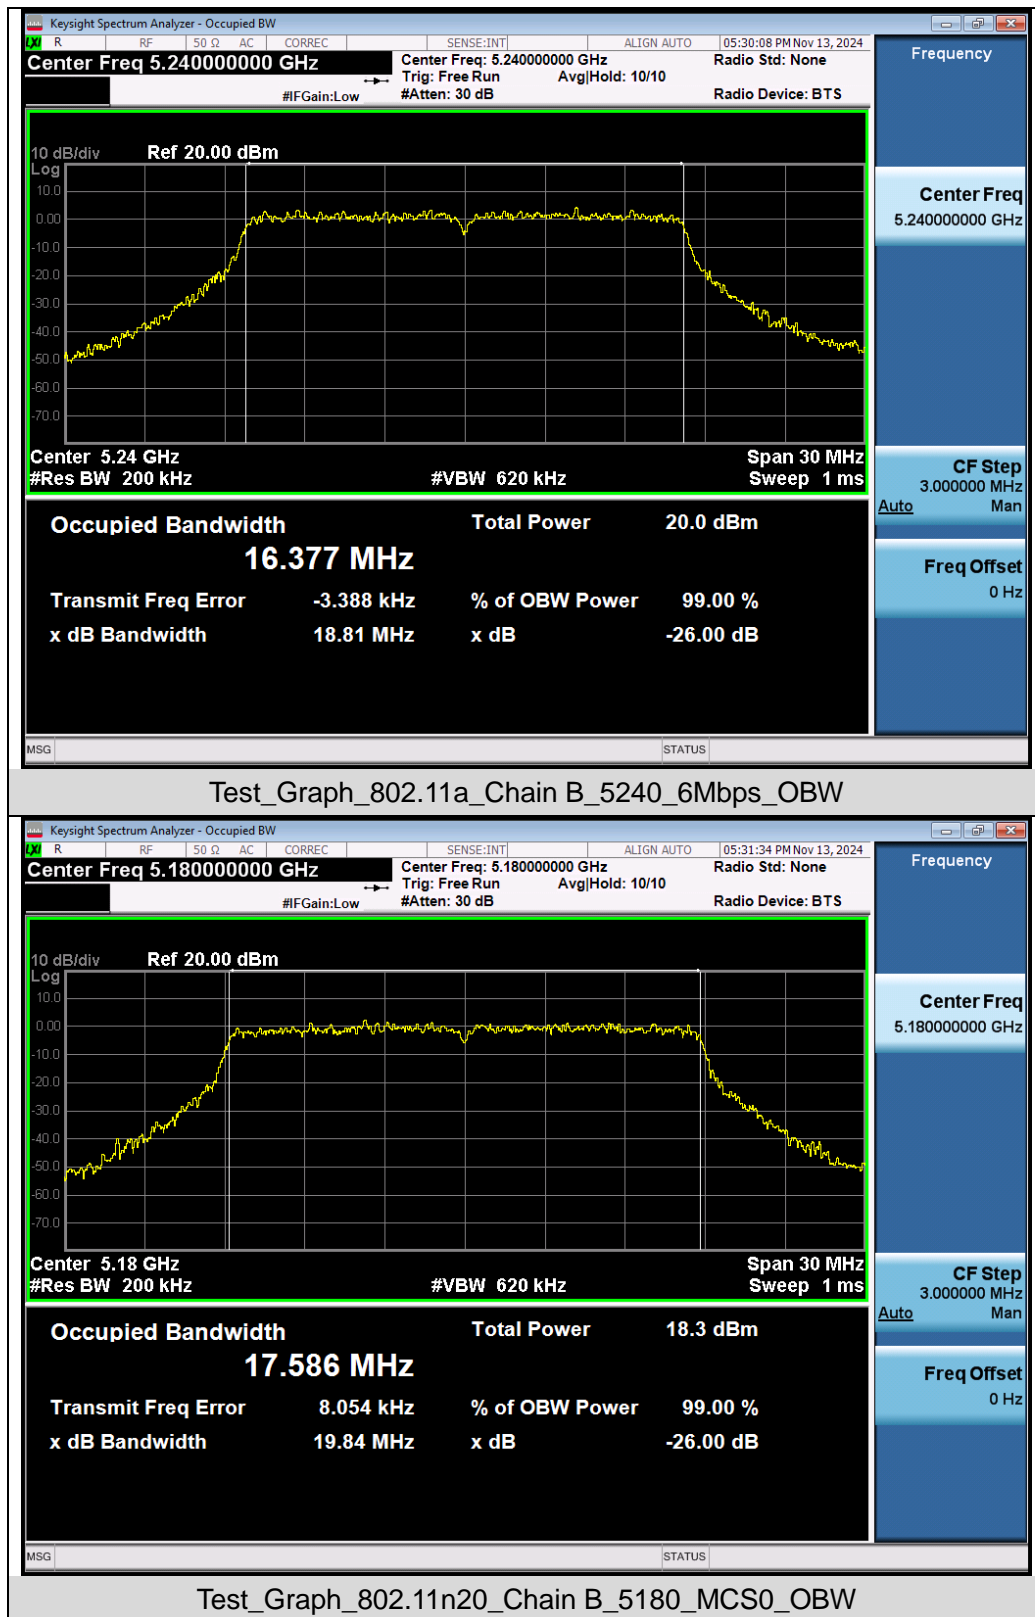 Keysight Spectrum Analyzer - Occupied BW
LXI R RF 50 Ω AC CORREC SENSE:INT ALIGN AUTO 05:30:08 PM Nov 13, 2024
Center Freq 5.240000000 GHz
#IFGain:Low
Center Freq: 5.240000000 GHz
Trig: Free Run Avg|Hold: 10/10
#Atten: 30 dB
Radio Std: None
Radio Device: BTS
10 dB/div Ref 20.00 dBm
Log
10.0
0.00
-10.0
-20.0
-30.0
-40.0
-50.0
-60.0
-70.0
Center 5.24 GHz Span 30 MHz
#Res BW 200 kHz #VBW 620 kHz Sweep 1 ms
Occupied Bandwidth Total Power 20.0 dBm
16.377 MHz
Transmit Freq Error -3.388 kHz % of OBW Power 99.00 %
x dB Bandwidth 18.81 MHz x dB -26.00 dB
Frequency
Center Freq
5.240000000 GHz
CF Step
3.000000 MHz
Auto Man
Freq Offset
0 Hz
MSG STATUS
Test_Graph_802.11a_Chain B_5240_6Mbps_OBW
Keysight Spectrum Analyzer - Occupied BW
LXI R RF 50 Ω AC CORREC SENSE:INT ALIGN AUTO 05:31:34 PM Nov 13, 2024
Center Freq 5.180000000 GHz
#IFGain:Low
Center Freq: 5.180000000 GHz
Trig: Free Run Avg|Hold: 10/10
#Atten: 30 dB
Radio Std: None
Radio Device: BTS
10 dB/div Ref 20.00 dBm
Log
10.0
0.00
-10.0
-20.0
-30.0
-40.0
-50.0
-60.0
-70.0
Center 5.18 GHz Span 30 MHz
#Res BW 200 kHz #VBW 620 kHz Sweep 1 ms
Occupied Bandwidth Total Power 18.3 dBm
17.586 MHz
Transmit Freq Error 8.054 kHz % of OBW Power 99.00 %
x dB Bandwidth 19.84 MHz x dB -26.00 dB
Frequency
Center Freq
5.180000000 GHz
CF Step
3.000000 MHz
Auto Man
Freq Offset
0 Hz
MSG STATUS
Test_Graph_802.11n20_Chain B_5180_MCS0_OBW